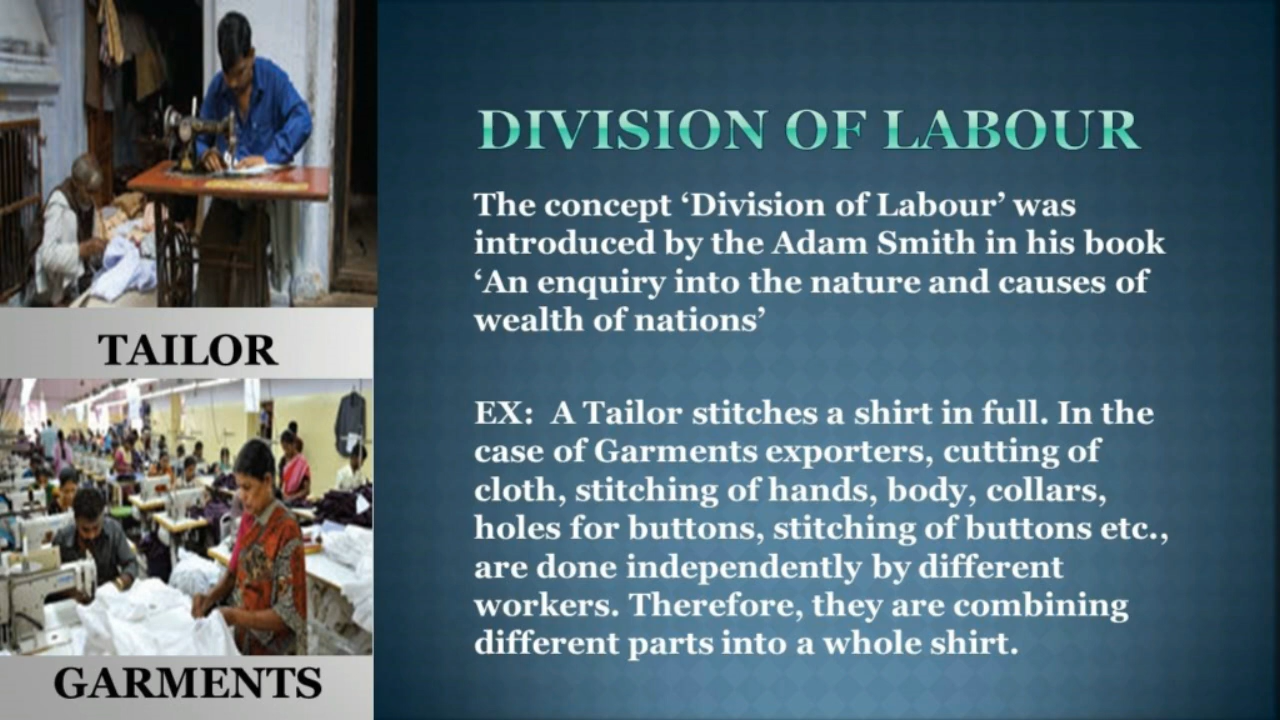 TAILOR
GARMENTS
DIVISION OF LABOUR
The concept ‘Division of Labour’ was
introduced by the Adam Smith in his book
‘An enquiry into the nature and causes of
wealth of nations’
EX:  A Tailor stitches a shirt in full. In the
case of Garments exporters, cutting of
cloth, stitching of hands, body, collars,
holes for buttons, stitching of buttons etc.,
are done independently by different
workers. Therefore, they are combining
different parts into a whole shirt.